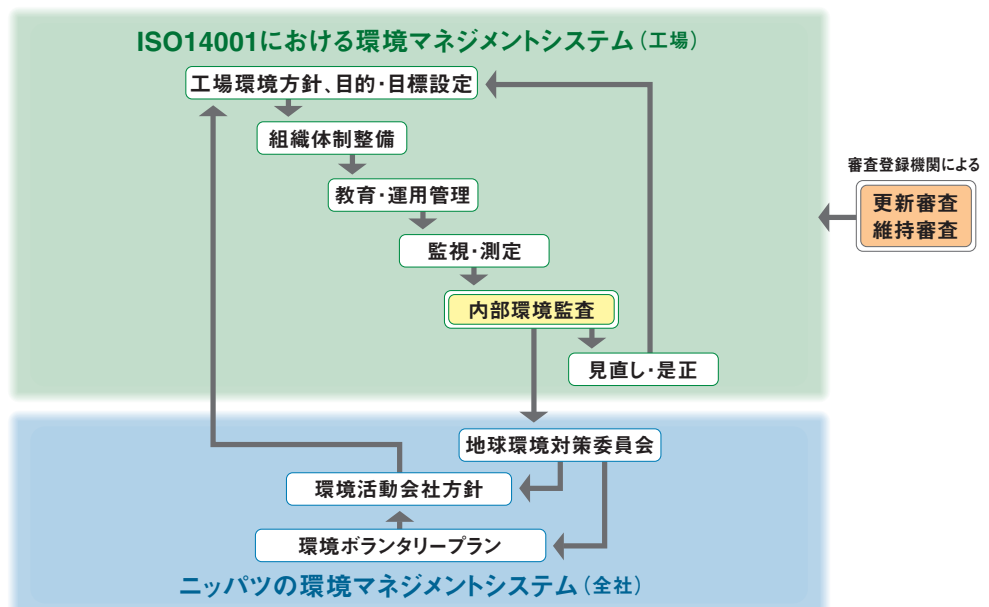 ISO14001における環境マネジメントシステム（工場）
工場環境方針、目的・目標設定
組織体制整備
教育・運用管理
監視・測定
内部環境監査
見直し・是正
審査登録機関による
更新審査
維持審査
地球環境対策委員会
環境活動会社方針
環境ボランタリープラン
ニッパツの環境マネジメントシステム（全社）